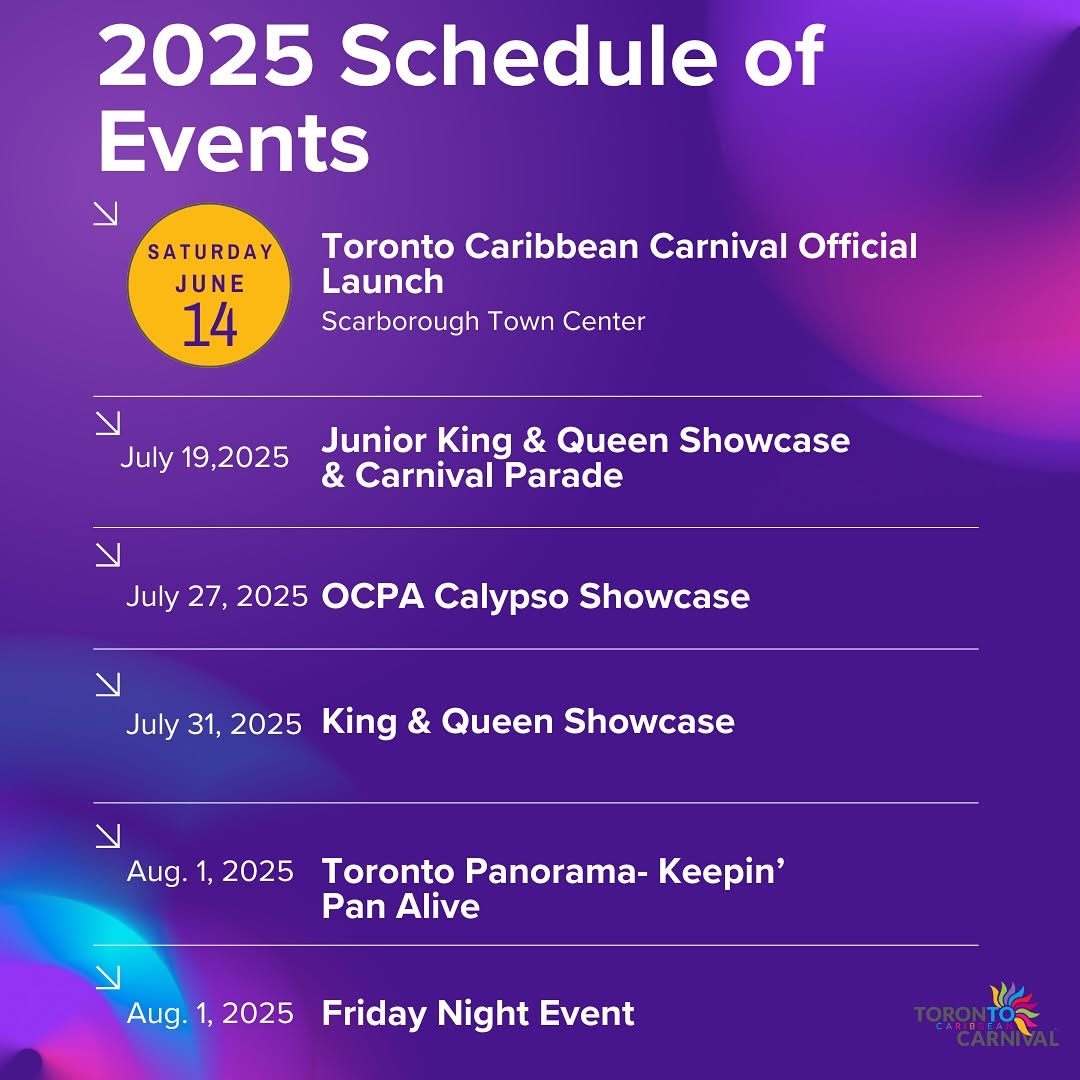 2025 Schedule of
Events
SATURDAY
JUNE
14
Toronto Caribbean Carnival Official
Launch
Scarborough Town Center
July 19,2025
Junior King & Queen Showcase
& Carnival Parade
July 27, 2025
OCPA Calypso Showcase
July 31, 2025
King & Queen Showcase
Aug. 1, 2025
Toronto Panorama- Keepin’
Pan Alive
Aug. 1, 2025
Friday Night Event
TORONTO
CARIBBEAN
CARNIVAL